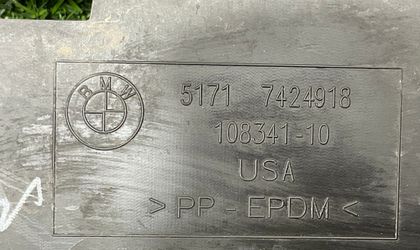 BMW
5171 7424918
108341-10
USA
> PP - EPDM <